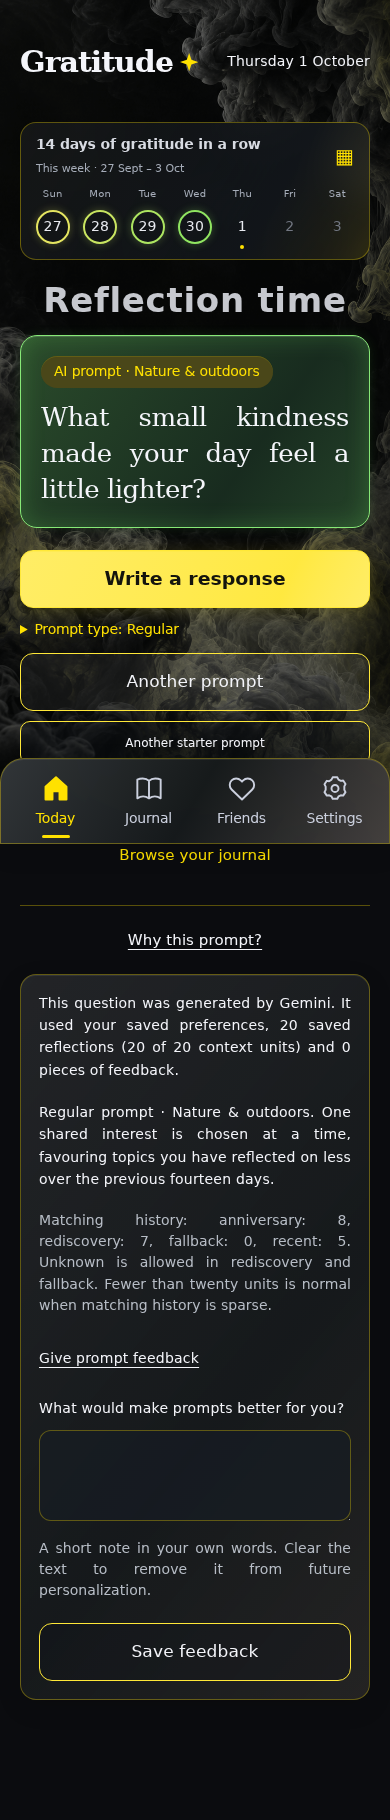 Gratitude
Thursday 1 October
14 days of gratitude in a row
This week · 27 Sept – 3 Oct
Sun Mon Tue Wed Thu Fri Sat
27 28 29 30 1 2 3
Reflection time
AI prompt · Nature & outdoors
What small kindness
made your day feel a
little lighter?
Write a response
Prompt type: Regular
Another prompt
Another starter prompt
Today Journal Friends Settings
Browse your journal
Why this prompt?
This question was generated by Gemini. It
used your saved preferences, 20 saved
reflections (20 of 20 context units) and 0
pieces of feedback.
Regular prompt · Nature & outdoors. One
shared interest is chosen at a time,
favouring topics you have reflected on less
over the previous fourteen days.
Matching history: anniversary: 8,
rediscovery: 7, fallback: 0, recent: 5.
Unknown is allowed in rediscovery and
fallback. Fewer than twenty units is normal
when matching history is sparse.
Give prompt feedback
What would make prompts better for you?
A short note in your own words. Clear the
text to remove it from future
personalization.
Save feedback